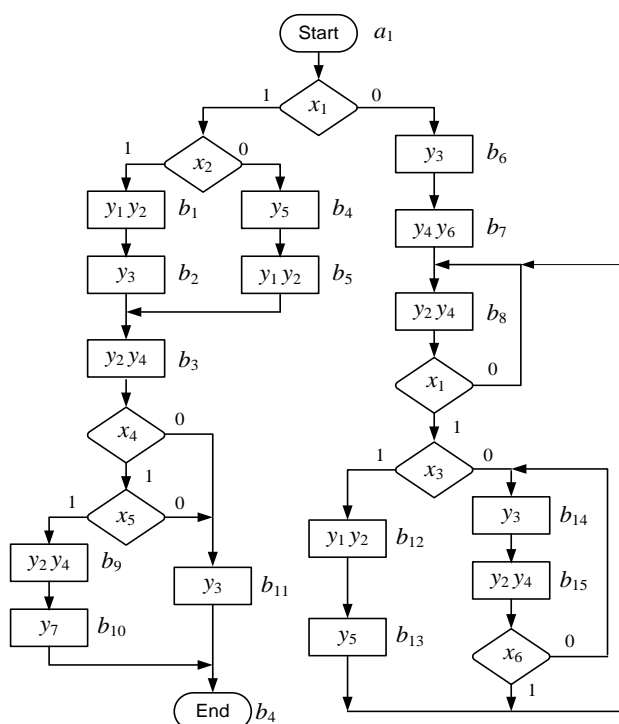 Start a₁
1 x₁ 0
1 x₂ 0
y₃ b₆
y₁ y₂ b₁
y₅ b₄
y₄ y₆ b₇
y₃ b₂
y₁ y₂ b₅
y₂ y₄ b₈
y₂ y₄ b₃
x₁ 0
1
x₄ 0
1
1 x₃ 0
1 x₅ 0
y₃ b₁₄
y₁ y₂ b₁₂
y₂ y₄ b₉
y₃ b₁₁
y₂ y₄ b₁₅
y₇ b₁₀
y₅ b₁₃
x₆ 0
1
End b₄